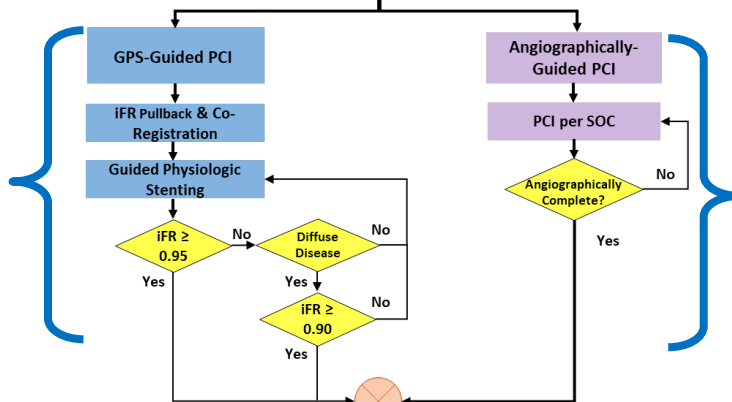 GPS-Guided PCI
iFR Pullback & Co-
Registration
Guided Physiologic
Stenting
iFR ≥
0.95
No
Yes
Diffuse
Disease
No
Yes
iFR ≥
0.90
No
Yes
Angiographically-
Guided PCI
PCI per SOC
Angiographically
Complete?
No
Yes